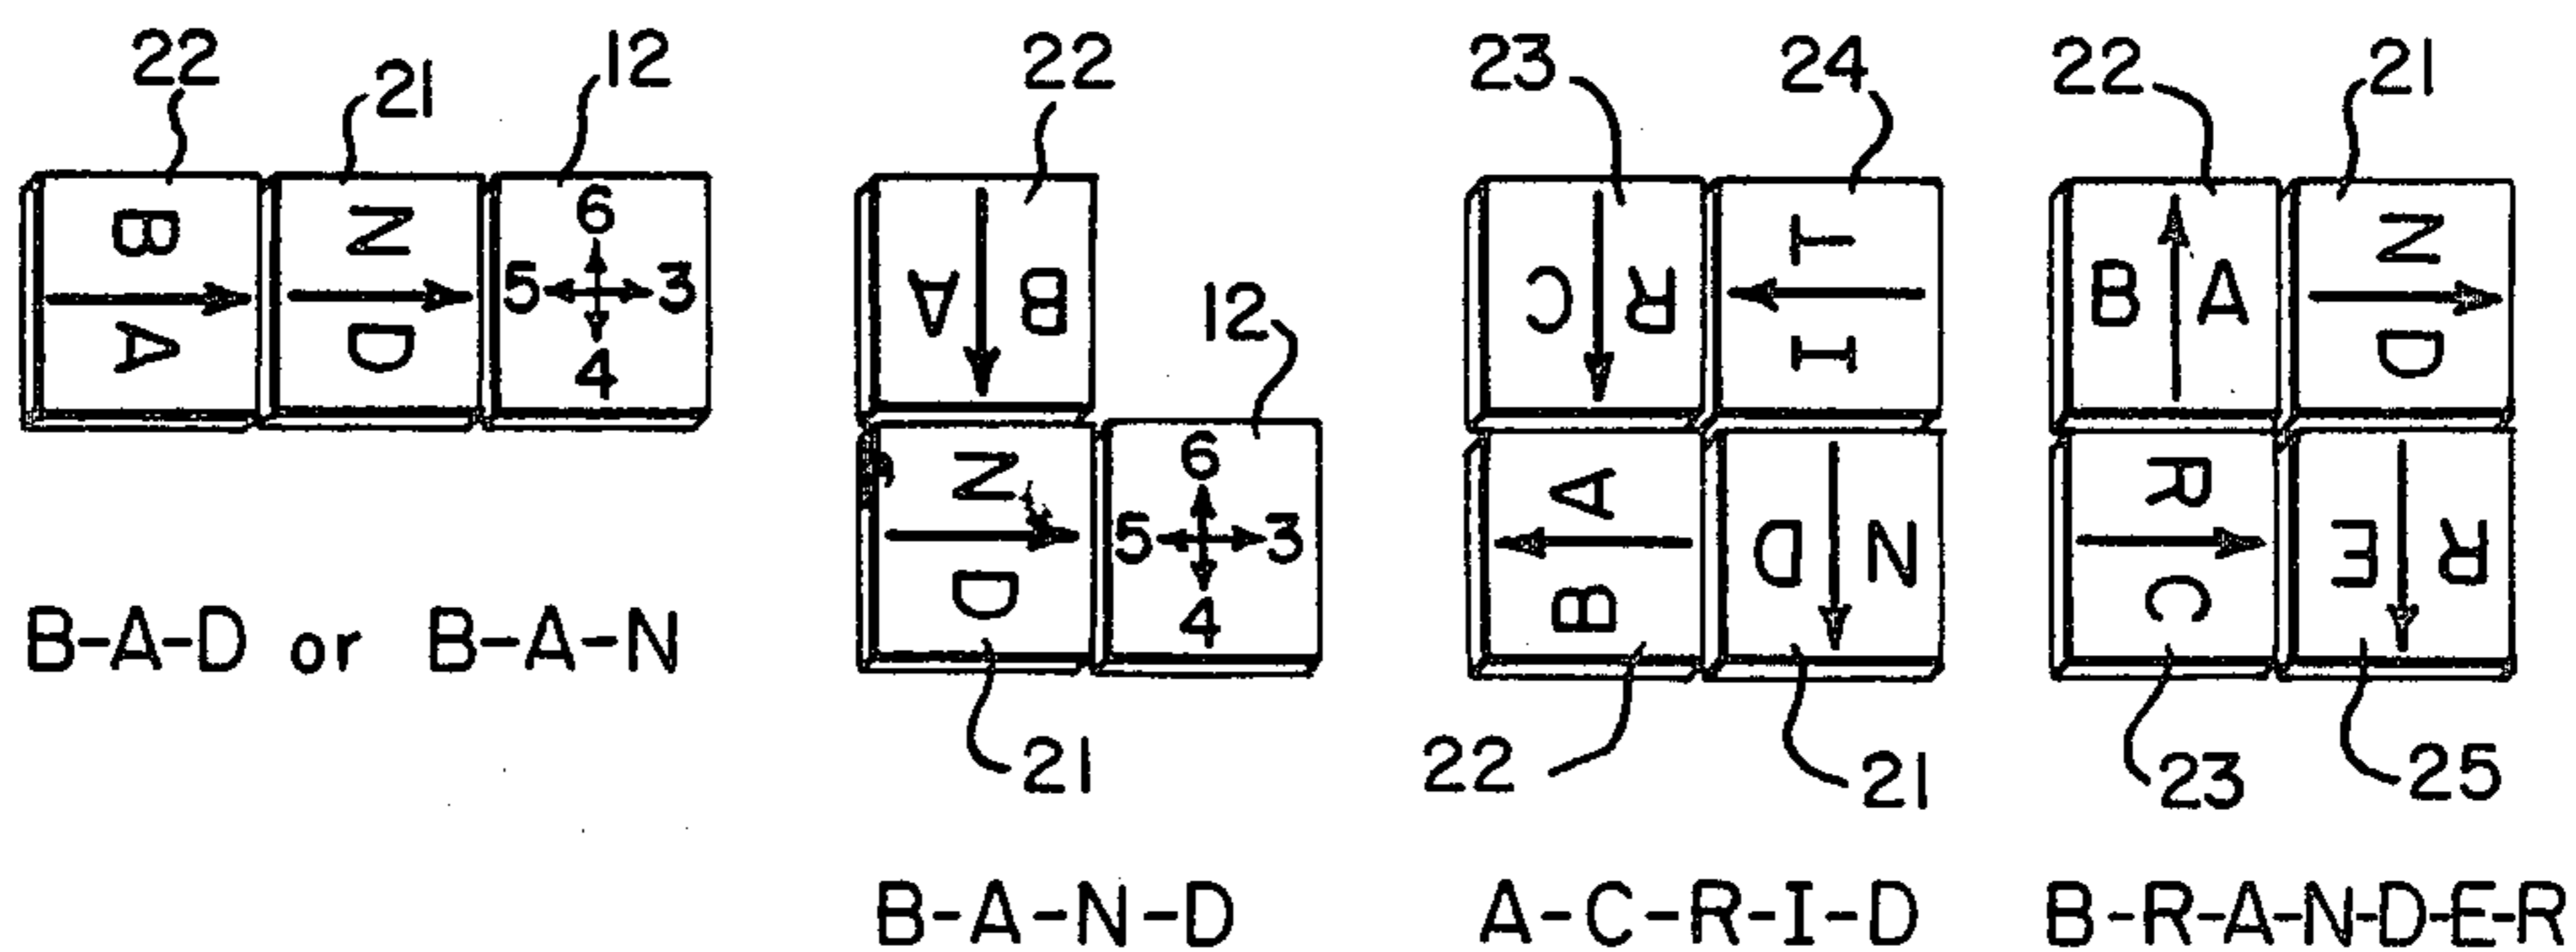 22 21 12 22 23 24 22 21
B N 6 5 3 A D 4
B A 12 N 6 5 3 D 4 21
C R T I A B D N 22 21
B A N D R C E R 23 25
B-A-D or B-A-N
B-A-N-D A-C-R-I-D B-R-A-N-D-E-R